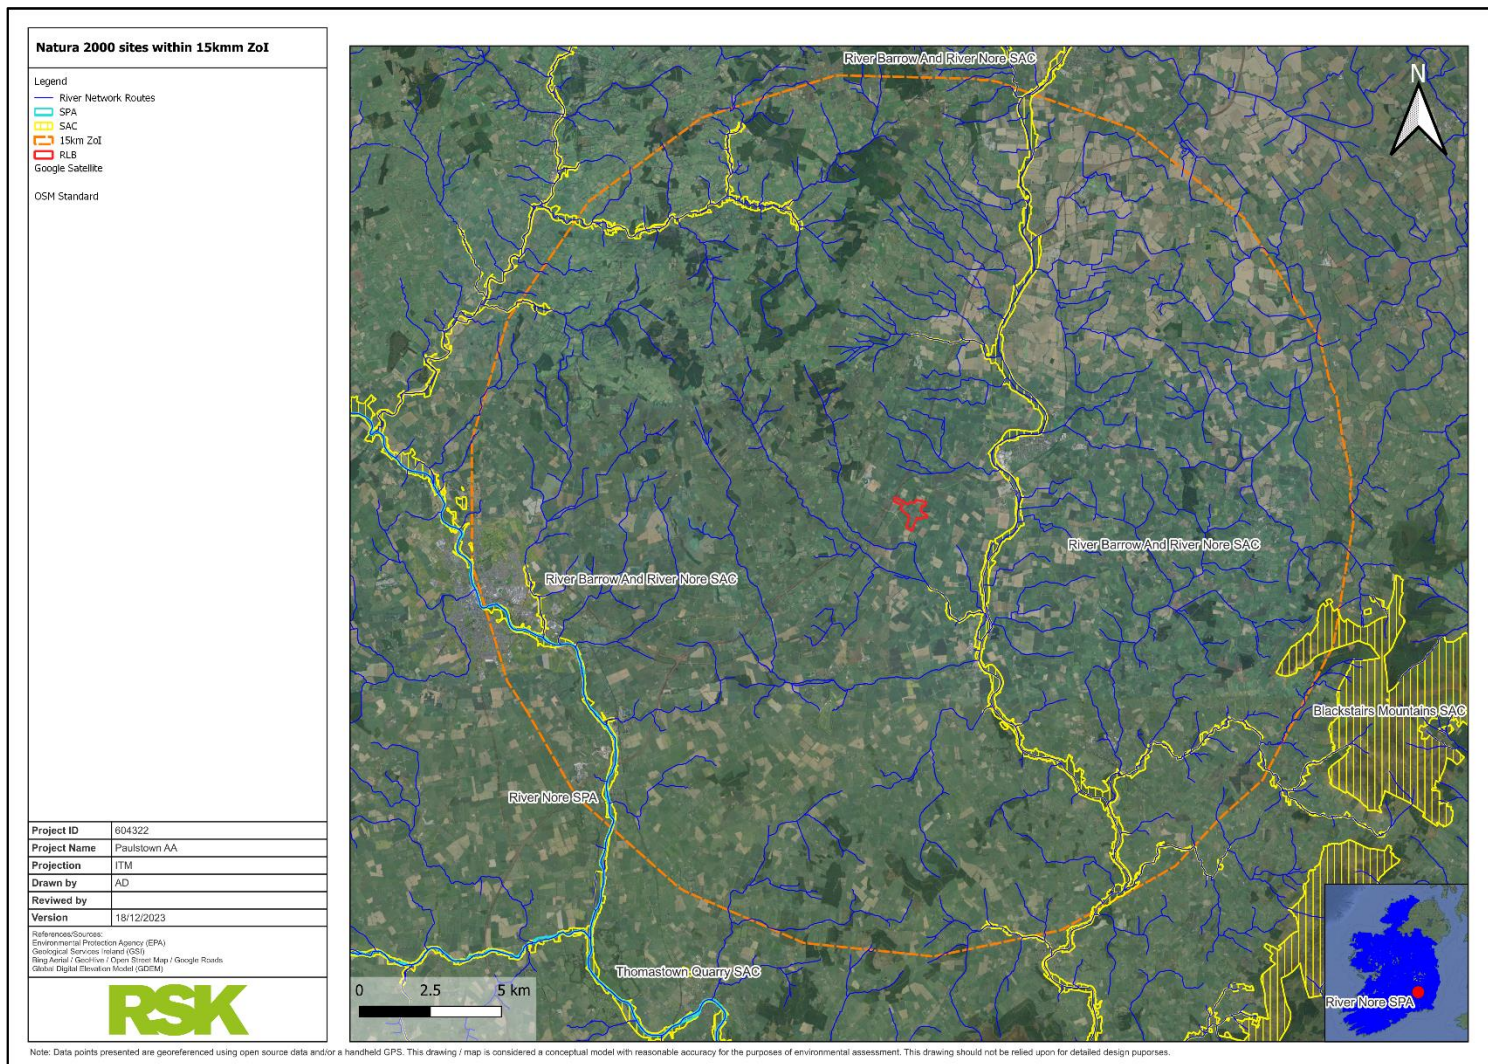 Natura 2000 sites within 15kmm ZoI
Legend
River Network Routes
SPA
SAC
15km ZoI
RLB
Google Satellite
OSM Standard
River Barrow And River Nore SAC
N
River Barrow And River Nore SAC
River Barrow And River Nore SAC
Blackstairs Mountains SAC
River Nore SPA
Thomastown Quarry SAC
0 2.5 5 km
River Nore SPA
Project ID 604322
Project Name Paulstown AA
Projection ITM
Drawn by AD
Reviwed by
Version 18/12/2023
References/Sources:
Environmental Protection Agency (EPA)
Geological Services Ireland (GSI)
Bing Aerial / GeoHive / Open Street Map / Google Roads
Global Digital Elevation Model (GDEM)
RSK
Note: Data points presented are georeferenced using open source data and/or a handheld GPS. This drawing / map is considered a conceptual model with reasonable accuracy for the purposes of environmental assessment. This drawing should not be relied upon for detailed design puporses.